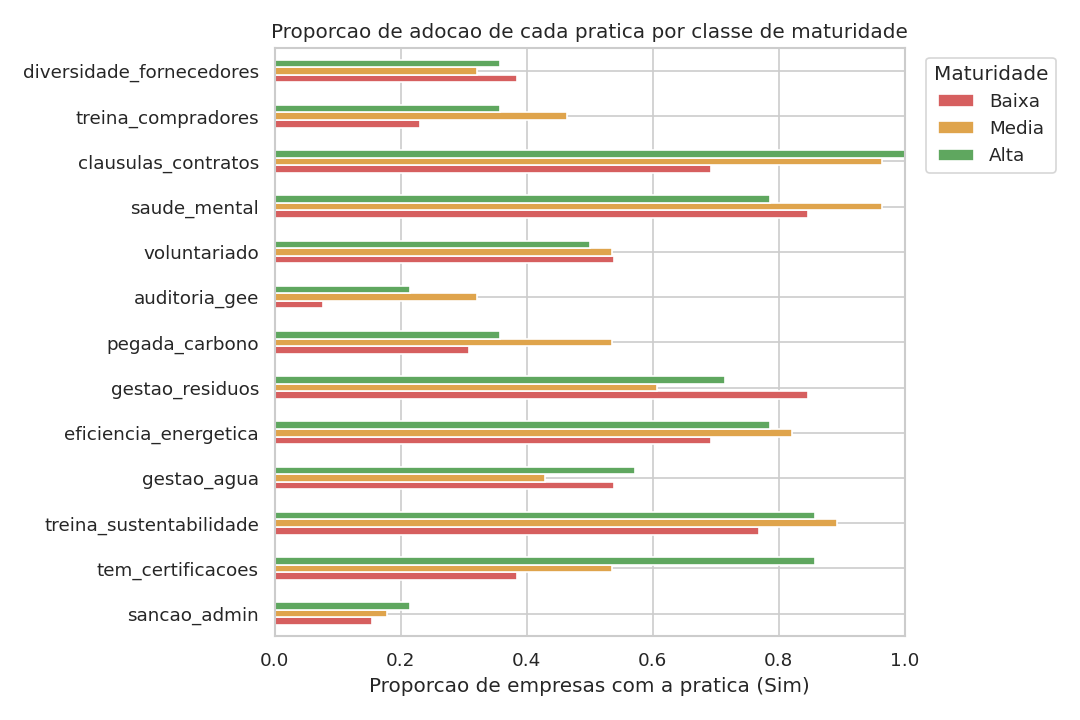 Proporcao de adocao de cada pratica por classe de maturidade
diversidade_fornecedores
treina_compradores
clausulas_contratos
saude_mental
voluntariado
auditoria_gee
pegada_carbono
gestao_residuos
eficiencia_energetica
gestao_agua
treina_sustentabilidade
tem_certificacoes
sancao_admin
0.0 0.2 0.4 0.6 0.8 1.0
Proporcao de empresas com a pratica (Sim)
Maturidade
Baixa
Media
Alta